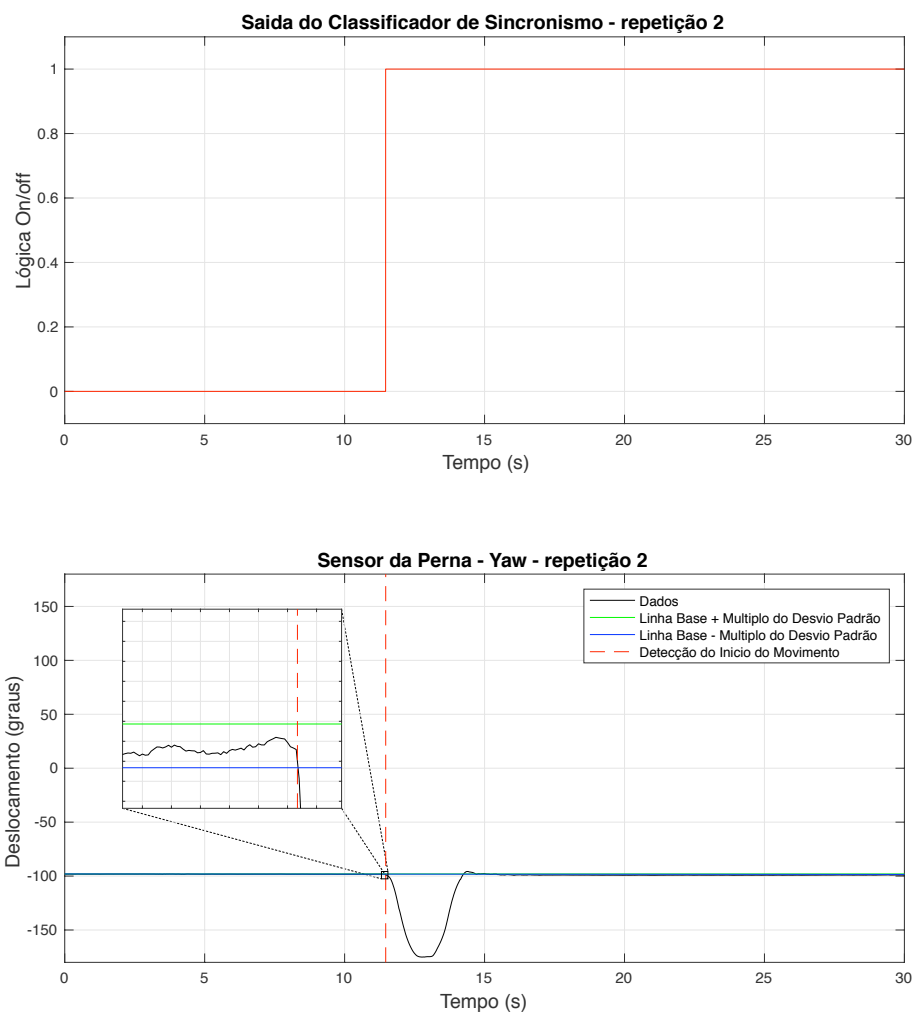 Saida do Classificador de Sincronismo - repetição 2
1
0.8
0.6
0.4
0.2
0
Lógica On/off
0 5 10 15 20 25 30
Tempo (s)
Sensor da Perna - Yaw - repetição 2
150
100
50
0
-50
-100
-150
Deslocamento (graus)
Dados
Linha Base + Multiplo do Desvio Padrão
Linha Base - Multiplo do Desvio Padrão
Detecção do Inicio do Movimento
0 5 10 15 20 25 30
Tempo (s)